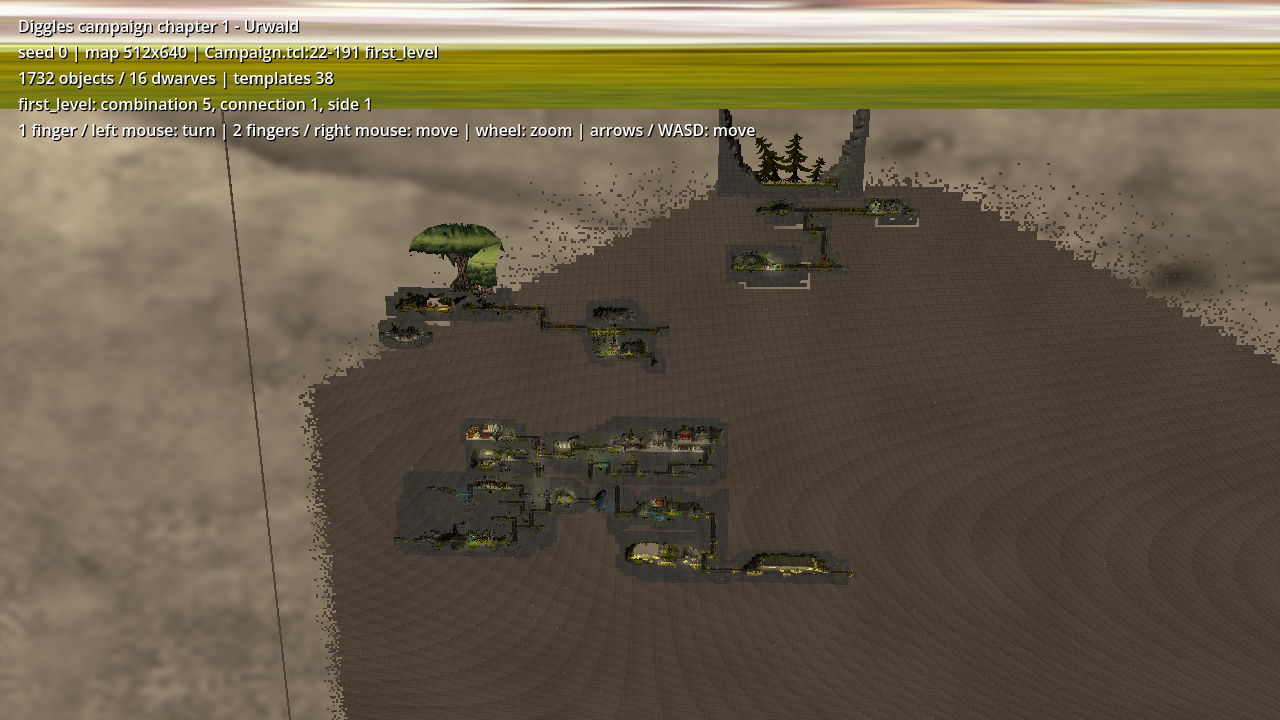 Diggles campaign chapter 1 - Urwald
seed 0 | map 512x640 | Campaign.tcl:22-191 first_level
1732 objects / 16 dwarves | templates 38
first_level: combination 5, connection 1, side 1
1 finger / left mouse: turn | 2 fingers / right mouse: move | wheel: zoom | arrows / WASD: move